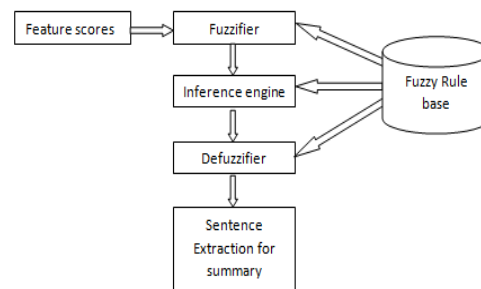 Feature scores
Fuzzifier
Fuzzy Rule
base
Inference engine
Defuzzifier
Sentence
Extraction for
summary